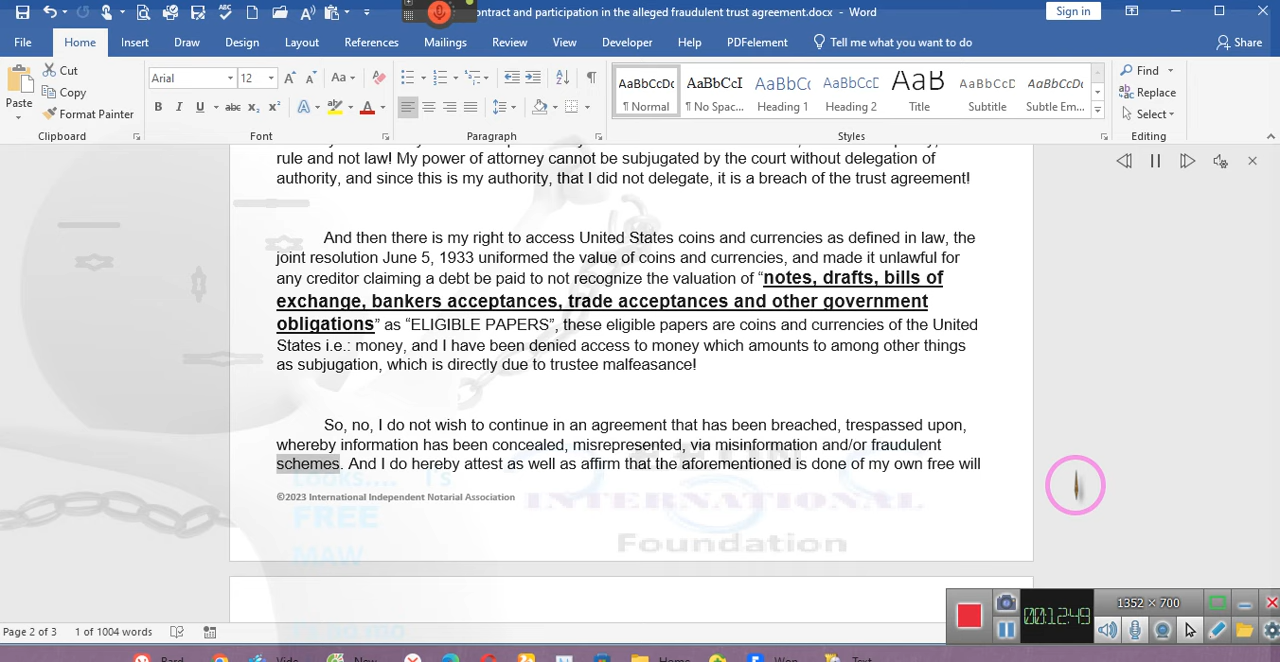 ontract and participation in the alleged fraudulent trust agreement.docx - Word
Sign in
File Home Insert Draw Design Layout References Mailings Review View Developer Help PDFelement Tell me what you want to do Share
Paste
Cut
Copy
Format Painter
Arial 12
AaBbCcDc AaBbCcI AaBbCc AaBbCcD AaB AaBbCcD AaBbCcDc
¶ Normal ¶ No Spac... Heading 1 Heading 2 Title Subtitle Subtle Em...
Find
Replace
Select
Clipboard Font Paragraph Styles Editing
rule and not law! My power of attorney cannot be subjugated by the court without delegation of
authority, and since this is my authority, that I did not delegate, it is a breach of the trust agreement!
And then there is my right to access United States coins and currencies as defined in law, the
joint resolution June 5, 1933 uniformed the value of coins and currencies, and made it unlawful for
any creditor claiming a debt be paid to not recognize the valuation of “notes, drafts, bills of
exchange, bankers acceptances, trade acceptances and other government
obligations” as “ELIGIBLE PAPERS”, these eligible papers are coins and currencies of the United
States i.e.: money, and I have been denied access to money which amounts to among other things
as subjugation, which is directly due to trustee malfeasance!
So, no, I do not wish to continue in an agreement that has been breached, trespassed upon,
whereby information has been concealed, misrepresented, via misinformation and/or fraudulent
schemes. And I do hereby attest as well as affirm that the aforementioned is done of my own free will
©2023 International Independent Notarial Association
FREE
MAW
INTERNATIONAL
Foundation
1352 × 700
00:12:49
Page 2 of 3 1 of 1004 words
Home
Text